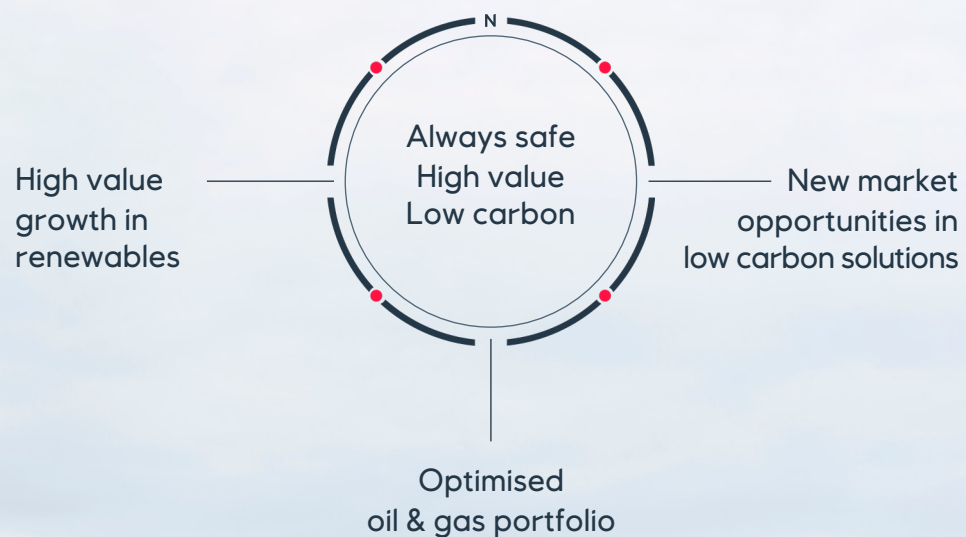 N
Always safe
High value
Low carbon
High value
growth in
renewables
New market
opportunities in
low carbon solutions
Optimised
oil & gas portfolio